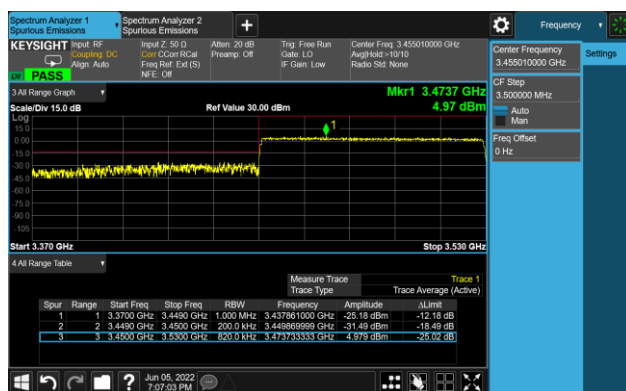 Spectrum Analyzer 1
Spurious Emissions
Spectrum Analyzer 2
Spurious Emissions
Frequency
KEYSIGHT
Input: RF
Coupling: DC
Align: Auto
Input Z: 50 Ω
Corr CCorr RCal
Freq Ref: Ext (S)
NFE: Off
Atten: 20 dB
Preamp: Off
Trig: Free Run
Gate: LO
IF Gain: Low
Center Freq: 3.455010000 GHz
Avg|Hold:>10/10
Radio Std: None
PASS
Center Frequency
3.455010000 GHz
Settings
CF Step
3.500000 MHz
Auto
Man
Freq Offset
0 Hz
3 All Range Graph
Mkr1 3.4737 GHz
Scale/Div 15.0 dB
Ref Value 30.00 dBm
4.97 dBm
Log
15.0
0.00
-15.0
-30.0
-45.0
-60.0
-75.0
-90.0
-105
1
Start 3.370 GHz
Stop 3.530 GHz
4 All Range Table
Measure Trace Trace 1
Trace Type Trace Average (Active)
Spur Range Start Freq Stop Freq RBW Frequency Amplitude ΔLimit
1 1 3.3700 GHz 3.4490 GHz 1.000 MHz 3.437861000 GHz -25.18 dBm -12.18 dB
2 2 3.4490 GHz 3.4500 GHz 200.0 kHz 3.449869999 GHz -31.49 dBm -18.49 dB
3 3 3.4500 GHz 3.5300 GHz 820.0 kHz 3.473733333 GHz 4.979 dBm -25.02 dB
Jun 05, 2022
7:07:03 PM